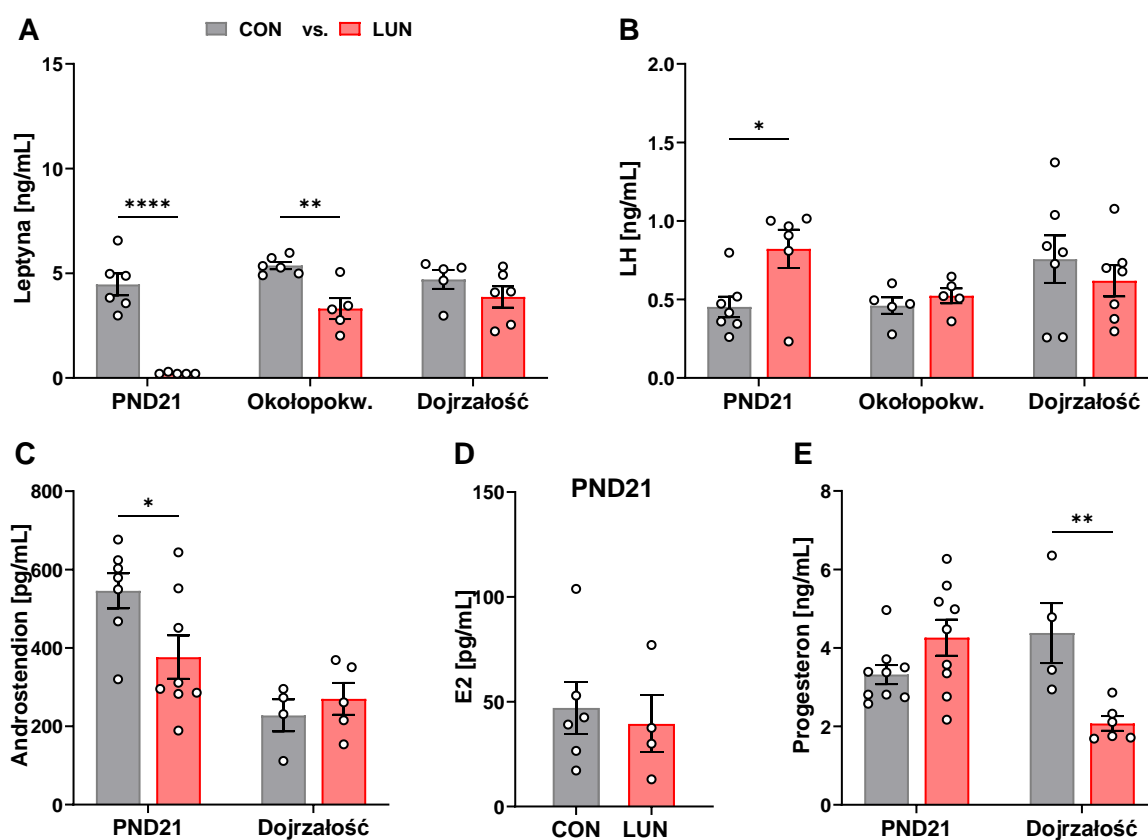 A
CON vs. LUN
Leptyna [ng/mL]
15
10
5
0
****
**
PND21 Okołopokw. Dojrzałość
B
LH [ng/mL]
2.0
1.5
1.0
0.5
0.0
*
PND21 Okołopokw. Dojrzałość
C
Androstendion [pg/mL]
800
600
400
200
0
*
PND21 Dojrzałość
D
PND21
E2 [pg/mL]
150
100
50
0
CON LUN
E
Progesteron [ng/mL]
8
6
4
2
0
**
PND21 Dojrzałość